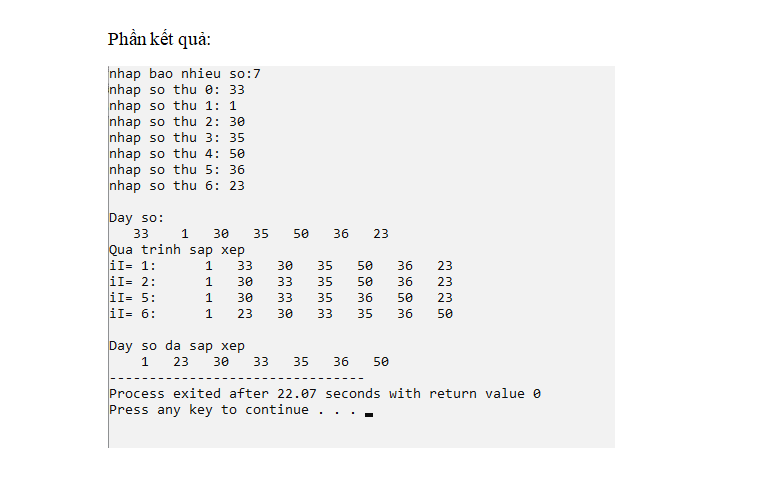 Phần kết quả:
nhap bao nhieu so:7
nhap so thu 0: 33
nhap so thu 1: 1
nhap so thu 2: 30
nhap so thu 3: 35
nhap so thu 4: 50
nhap so thu 5: 36
nhap so thu 6: 23
Day so:
33 1 30 35 50 36 23
Qua trinh sap xep
iI= 1: 1 33 30 35 50 36 23
iI= 2: 1 30 33 35 50 36 23
iI= 5: 1 30 33 35 36 50 23
iI= 6: 1 23 30 33 35 36 50
Day so da sap xep
1 23 30 33 35 36 50
--------------------------------
Process exited after 22.07 seconds with return value 0
Press any key to continue . . .